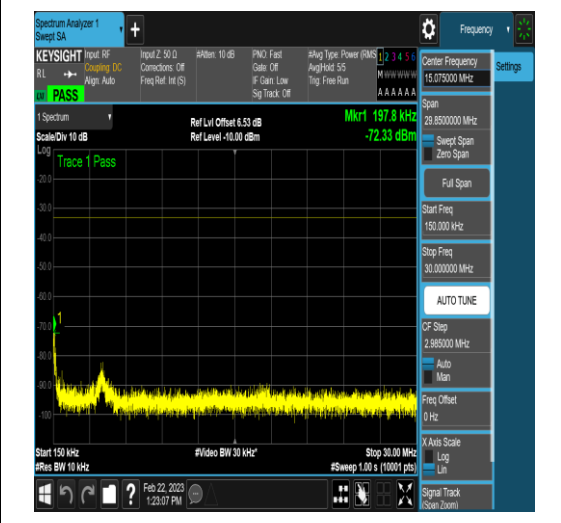 Spectrum Analyzer 1
Swept SA
+
Frequency
KEYSIGHT
RL
PASS
Input: RF
Coupling: DC
Align: Auto
Input Z: 50 Ω
Corrections: Off
Freq Ref: Int (S)
#Atten: 10 dB
PNO: Fast
Gate: Off
IF Gain: Low
Sig Track: Off
#Avg Type: Power (RMS
Avg|Hold: 5/5
Trig: Free Run
1 2 3 4 5 6
M W W W W W
A A A A A A
1 Spectrum
Scale/Div 10 dB
Log
Ref Lvl Offset 6.53 dB
Ref Level -10.00 dBm
Mkr1 197.8 kHz
-72.33 dBm
Trace 1 Pass
-20.0
-30.0
-40.0
-50.0
-60.0
-70.0
-80.0
-90.0
-100
1
Start 150 kHz
#Res BW 10 kHz
#Video BW 30 kHz*
Stop 30.00 MHz
#Sweep 1.00 s (10001 pts)
?
Feb 22, 2023
1:23:07 PM
Center Frequency
15.075000 MHz
Span
29.8500000 MHz
Swept Span
Zero Span
Full Span
Start Freq
150.000 kHz
Stop Freq
30.000000 MHz
AUTO TUNE
CF Step
2.985000 MHz
Auto
Man
Freq Offset
0 Hz
X Axis Scale
Log
Lin
Signal Track
(Span Zoom)
Settings